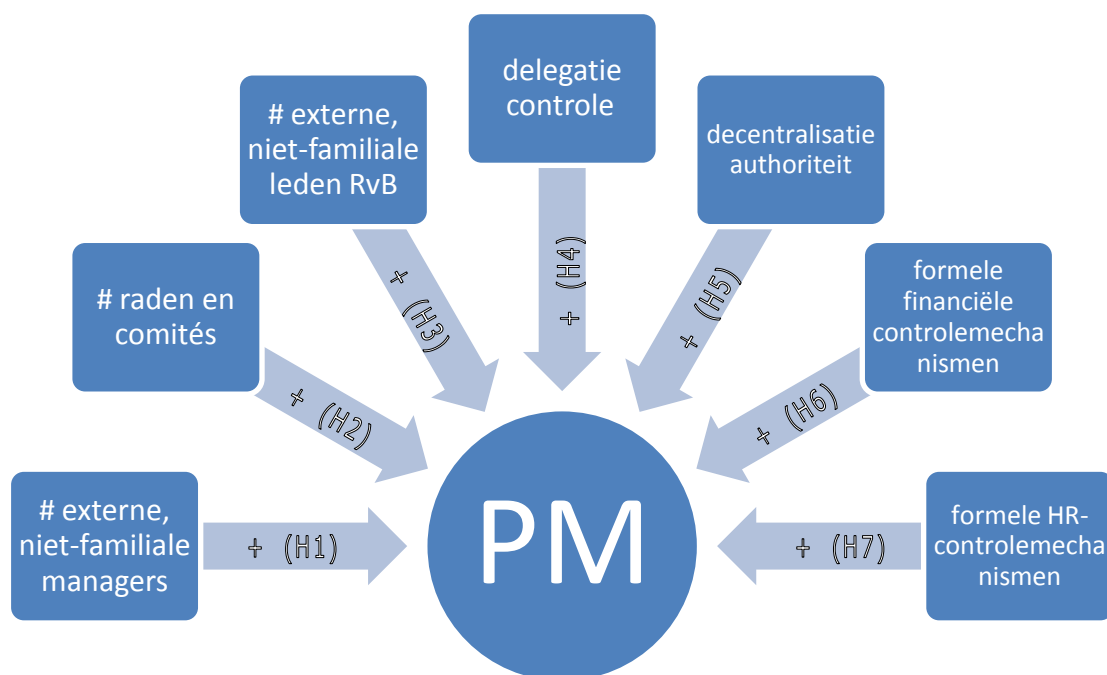 delegatie
controle
# externe,
niet-familiale
leden RvB
decentralisatie
authoriteit
# raden en
comités
formele
financiële
controlemecha
nismen
+ (H3)
+ (H4)
+ (H5)
+ (H2)
+ (H6)
# externe,
niet-familiale
managers
+ (H1)
PM
+ (H7)
formele HR-
controlemecha
nismen